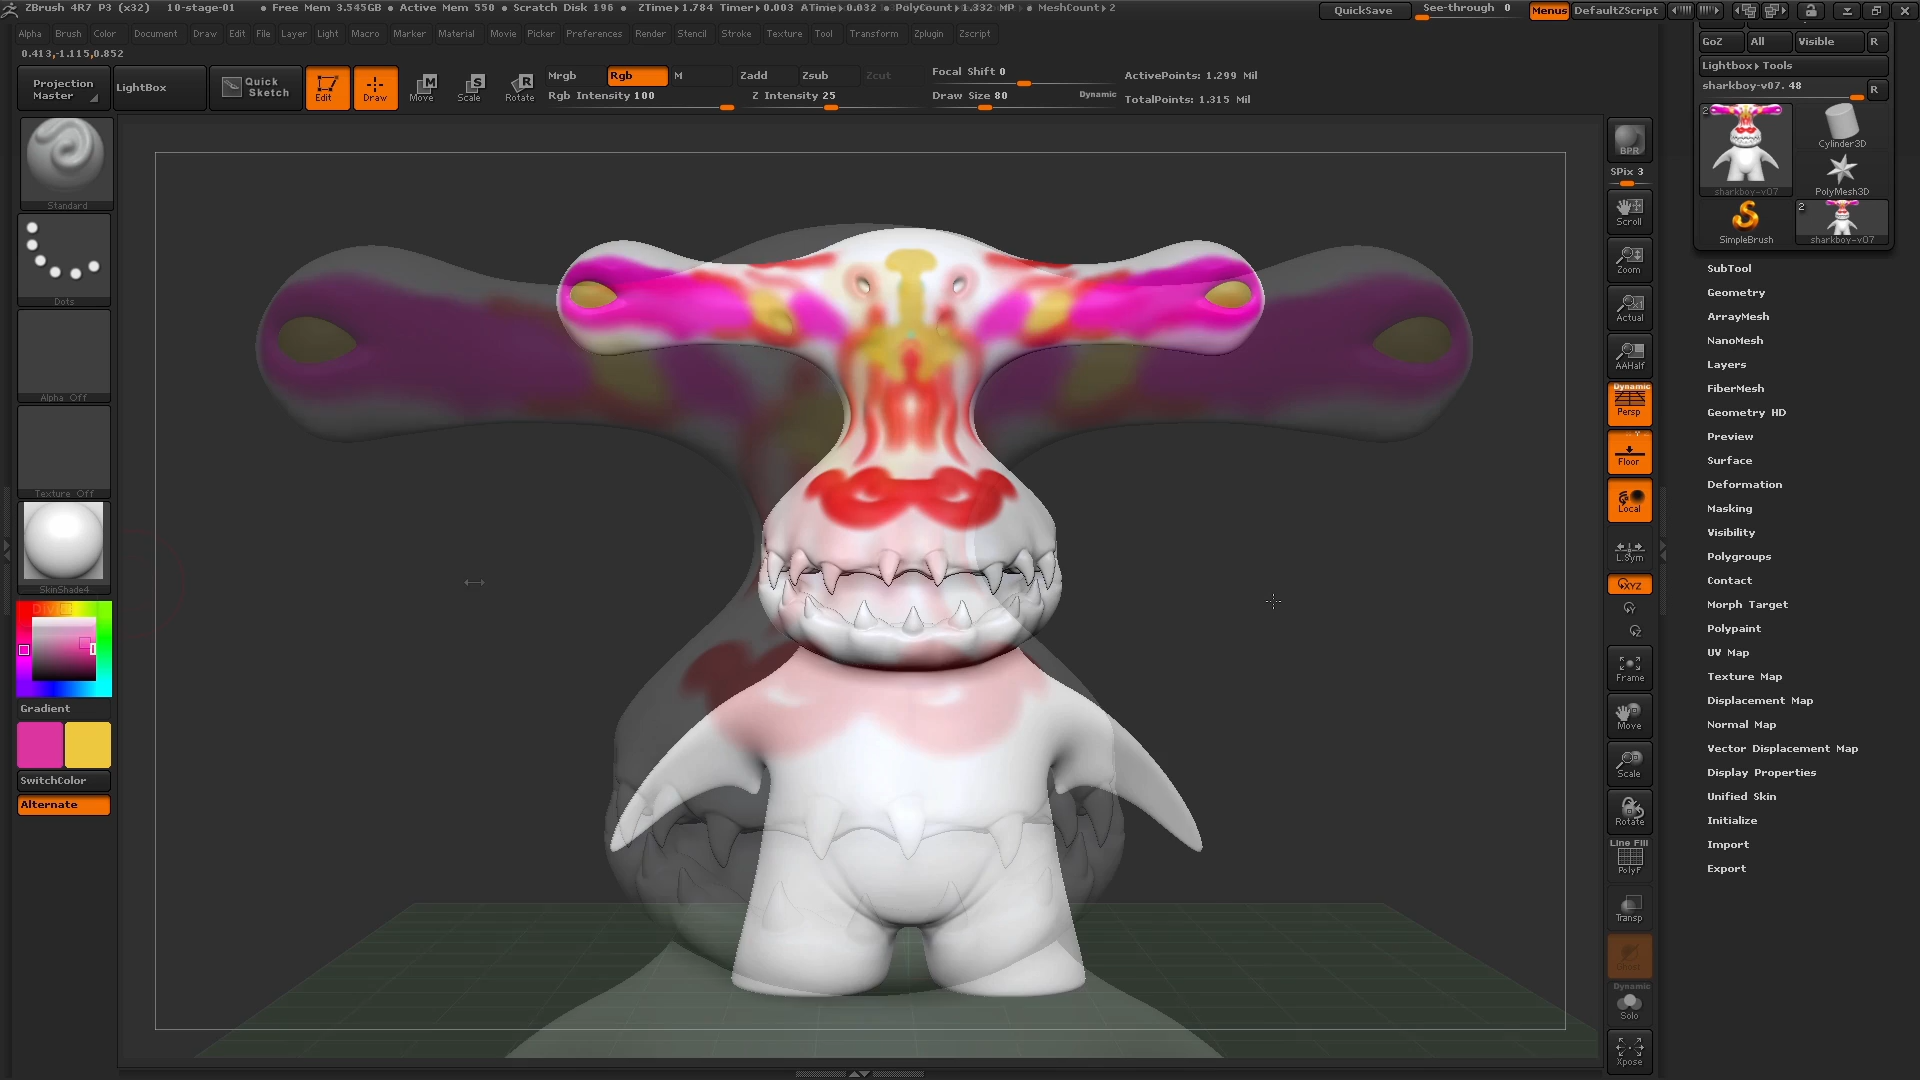 ZBrush 4R7 P3 (x32) 10-stage-01 • Free Mem 3.545GB • Active Mem 550 • Scratch Disk 196 • ZTime▸1.784 Timer▸0.003 ATime▸0.032 • PolyCount▸1.332 MP • MeshCount▸2 QuickSave See-through 0 Menus DefaultZScript
Alpha Brush Color Document Draw Edit File Layer Light Macro Marker Material Movie Picker Preferences Render Stencil Stroke Texture Tool Transform Zplugin Zscript
0.413,-1.115,0.852
Projection Master
LightBox
Quick Sketch
Edit
Draw
Move
Scale
Rotate
Mrgb Rgb M
Rgb Intensity 100
Zadd Zsub Zcut
Z Intensity 25
Focal Shift 0
Draw Size 80
Dynamic
ActivePoints: 1.299 Mil
TotalPoints: 1.315 Mil
Standard
Dots
Alpha Off
Texture Off
SkinShade4
Gradient
SwitchColor
Alternate
BPR
SPix 3
Scroll
Zoom
Actual
AAHalf
Dynamic
Persp
Floor
Local
L.Sym
XYZ
Frame
Move
Scale
Rotate
Line Fill
PolyF
Transp
Ghost
Dynamic
Solo
Xpose
GoZ All Visible R
Lightbox▸Tools
sharkboy-v07. 48 R
2
sharkboy-v07
Cylinder3D
PolyMesh3D
SimpleBrush
2
sharkboy-v07
SubTool
Geometry
ArrayMesh
NanoMesh
Layers
FiberMesh
Geometry HD
Preview
Surface
Deformation
Masking
Visibility
Polygroups
Contact
Morph Target
Polypaint
UV Map
Texture Map
Displacement Map
Normal Map
Vector Displacement Map
Display Properties
Unified Skin
Initialize
Import
Export